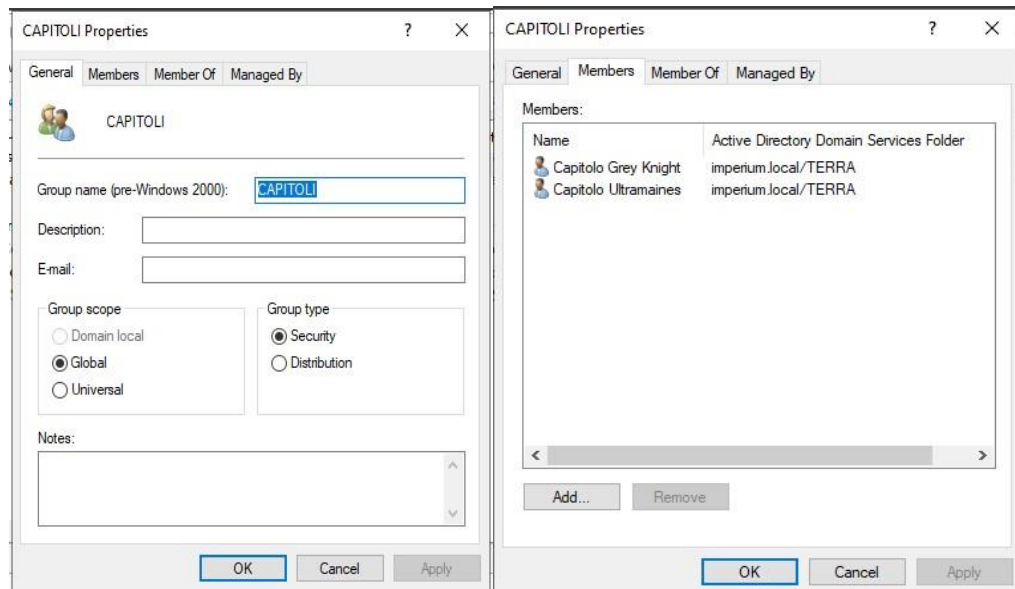 CAPITOLI Properties
? X
General Members Member Of Managed By
CAPITOLI
Group name (pre-Windows 2000): CAPITOLI
Description:
E-mail:
Group scope
Domain local
Global
Universal
Group type
Security
Distribution
Notes:
OK Cancel Apply
CAPITOLI Properties
? X
General Members Member Of Managed By
Members:
Name Active Directory Domain Services Folder
Capitolo Grey Knight imperium.local/TERRA
Capitolo Ultramaines imperium.local/TERRA
Add... Remove
OK Cancel Apply